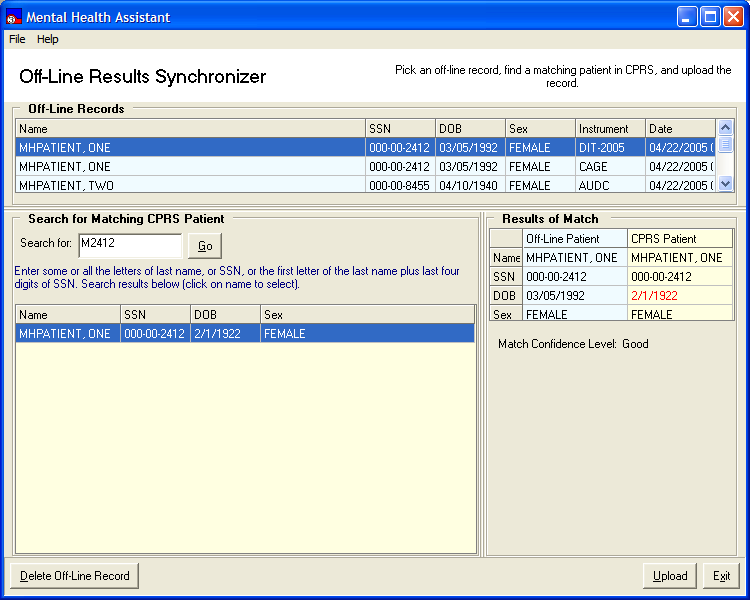 Mental Health Assistant
File Help
Off-Line Results Synchronizer
Pick an off-line record, find a matching patient in CPRS, and upload the
record.
Off-Line Records
Name SSN DOB Sex Instrument Date
MHPATIENT, ONE 000-00-2412 03/05/1992 FEMALE DIT-2005 04/22/2005 (
MHPATIENT, ONE 000-00-2412 03/05/1992 FEMALE CAGE 04/22/2005 (
MHPATIENT, TWO 000-00-8455 04/10/1940 FEMALE AUDC 04/22/2005 (
Search for Matching CPRS Patient
Search for: M2412 Go
Enter some or all the letters of last name, or SSN, or the first letter of the last name plus last four
digits of SSN. Search results below (click on name to select).
Name SSN DOB Sex
MHPATIENT, ONE 000-00-2412 2/1/1922 FEMALE
Results of Match
Off-Line Patient CPRS Patient
Name MHPATIENT, ONE MHPATIENT, ONE
SSN 000-00-2412 000-00-2412
DOB 03/05/1992 2/1/1922
Sex FEMALE FEMALE
Match Confidence Level: Good
Delete Off-Line Record Upload Exit